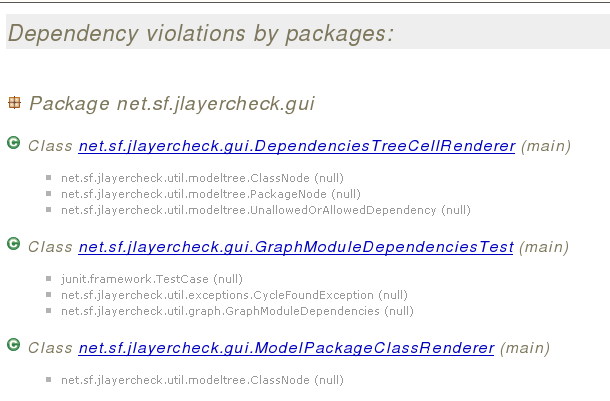 Dependency violations by packages:
Package net.sf.jlayercheck.gui
C Class net.sf.jlayercheck.gui.DependenciesTreeCellRenderer (main)
net.sf.jlayercheck.util.modeltree.ClassNode (null)
net.sf.jlayercheck.util.modeltree.PackageNode (null)
net.sf.jlayercheck.util.modeltree.UnallowedOrAllowedDependency (null)
C Class net.sf.jlayercheck.gui.GraphModuleDependenciesTest (main)
junit.framework.TestCase (null)
net.sf.jlayercheck.util.exceptions.CycleFoundException (null)
net.sf.jlayercheck.util.graph.GraphModuleDependencies (null)
C Class net.sf.jlayercheck.gui.ModelPackageClassRenderer (main)
net.sf.jlayercheck.util.modeltree.ClassNode (null)